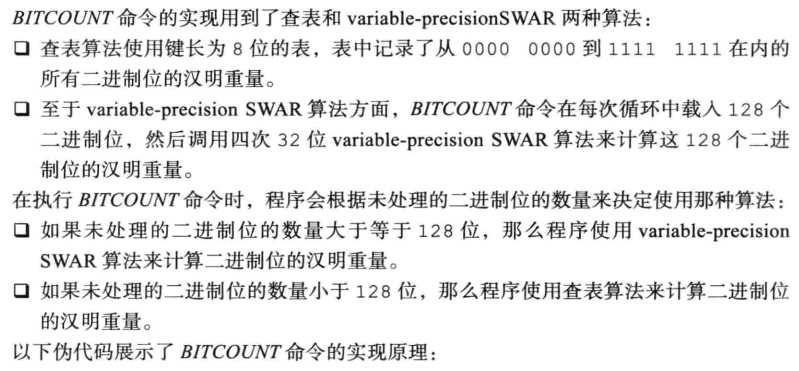 BITCOUNT 命令的实现用到了查表和 variable-precisionSWAR 两种算法：
❑ 查表算法使用键长为 8 位的表，表中记录了从 0000 0000 到 1111 1111 在内的
所有二进制位的汉明重量。
❑ 至于 variable-precision SWAR 算法方面，BITCOUNT 命令在每次循环中载入 128 个
二进制位，然后调用四次 32 位 variable-precision SWAR 算法来计算这 128 个二进
制位的汉明重量。
在执行 BITCOUNT 命令时，程序会根据未处理的二进制位的数量来决定使用那种算法：
❑ 如果未处理的二进制位的数量大于等于 128 位，那么程序使用 variable-precision
SWAR 算法来计算二进制位的汉明重量。
❑ 如果未处理的二进制位的数量小于 128 位，那么程序使用查表算法来计算二进制位
的汉明重量。
以下伪代码展示了 BITCOUNT 命令的实现原理：